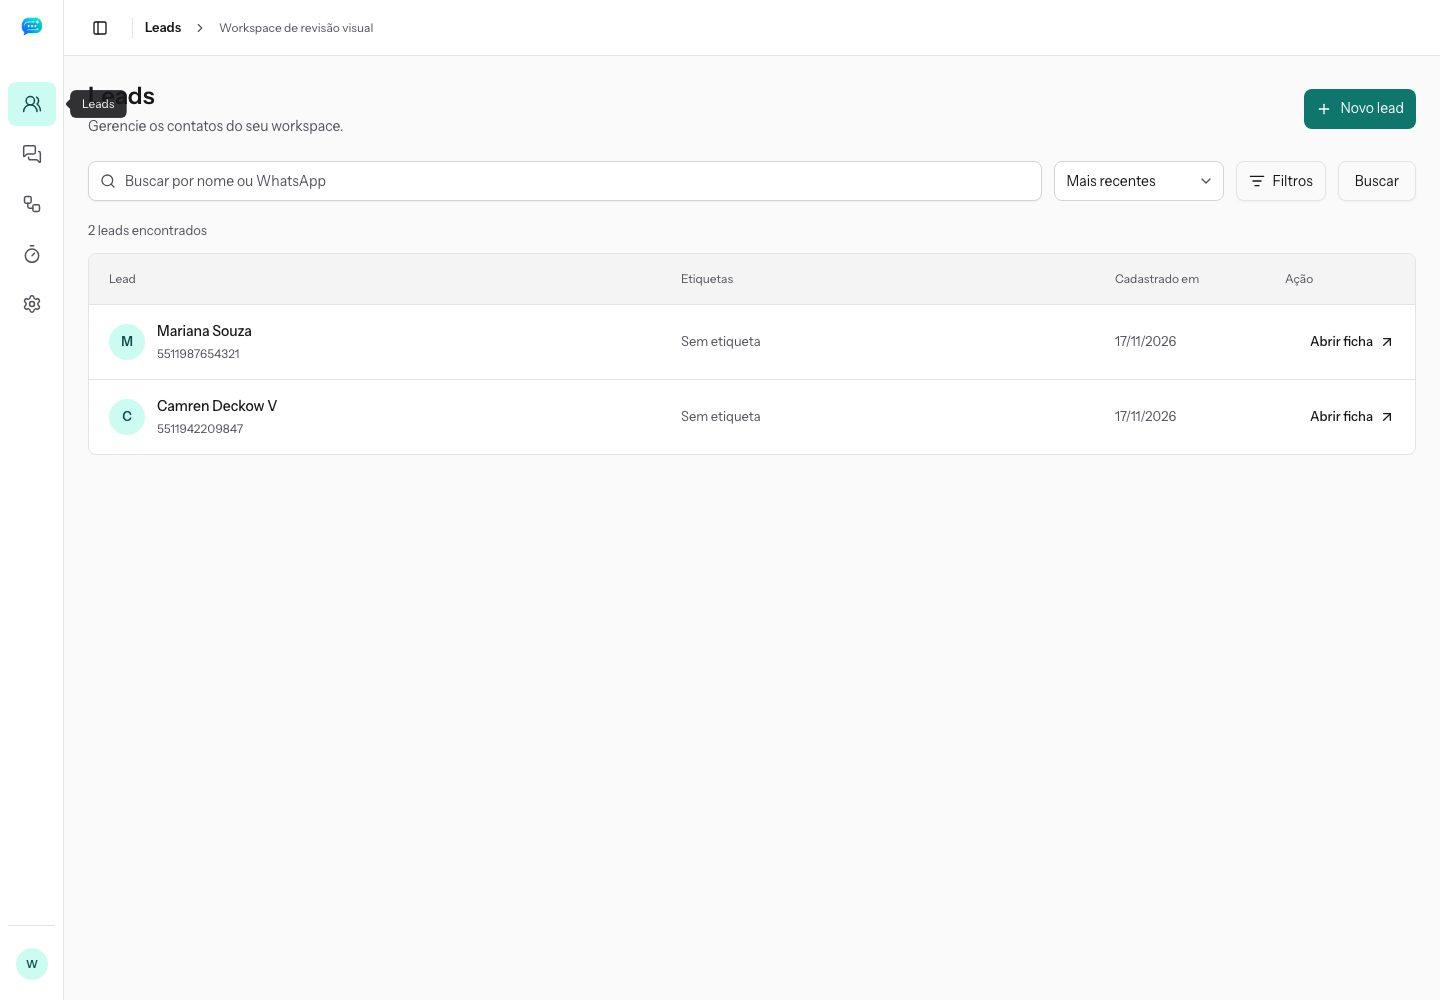 Leads
Workspace de revisão visual
Leads
Leads
Gerencie os contatos do seu workspace.
Novo lead
Buscar por nome ou WhatsApp
Mais recentes
Filtros
Buscar
2 leads encontrados
Lead
Etiquetas
Cadastrado em
Ação
M
Mariana Souza
5511987654321
Sem etiqueta
17/11/2026
Abrir ficha
C
Camren Deckow V
5511942209847
Sem etiqueta
17/11/2026
Abrir ficha
W